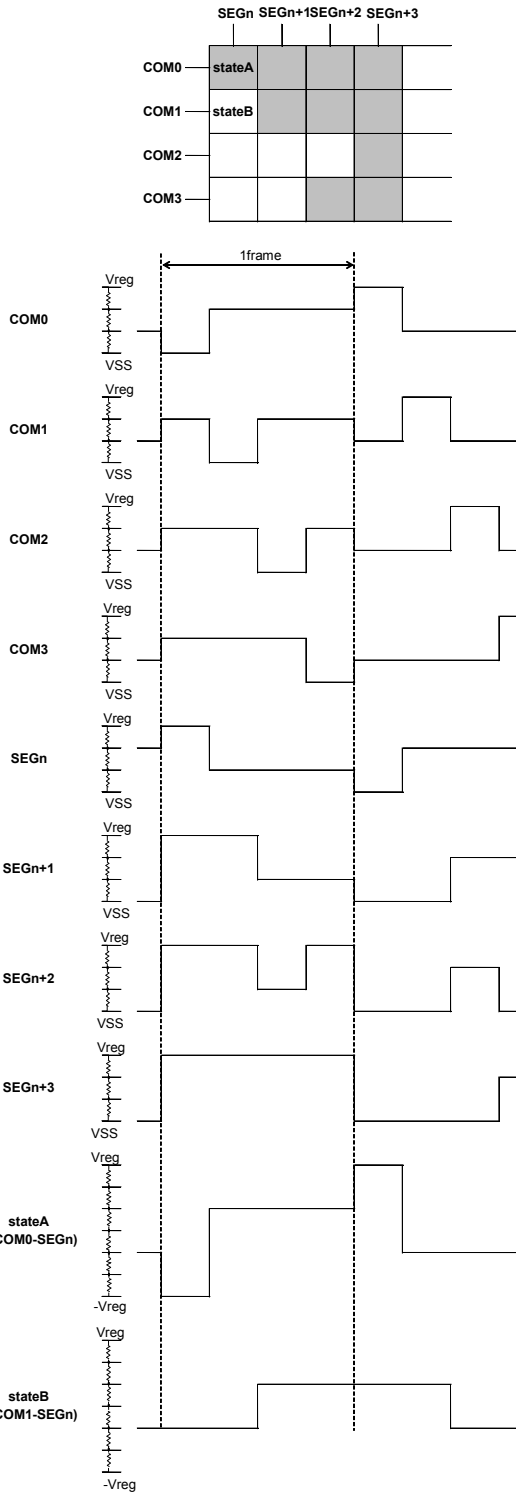 SEGn SEGn+1SEGn+2 SEGn+3
COM0 stateA
COM1 stateB
COM2
COM3
1frame
Vreg
COM0
VSS
Vreg
COM1
VSS
Vreg
COM2
VSS
Vreg
COM3
VSS
Vreg
SEGn
VSS
Vreg
SEGn+1
VSS
Vreg
SEGn+2
VSS
Vreg
SEGn+3
VSS
Vreg
stateA
COM0-SEGn)
-Vreg
Vreg
stateB
COM1-SEGn)
-Vreg